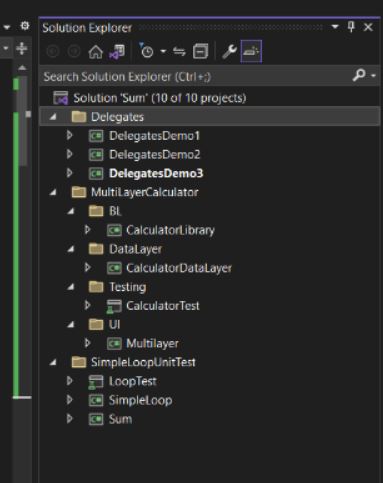 Solution Explorer
Search Solution Explorer (Ctrl+;)
Solution 'Sum' (10 of 10 projects)
Delegates
C# DelegatesDemo1
C# DelegatesDemo2
C# DelegatesDemo3
MultiLayerCalculator
BL
C# CalculatorLibrary
DataLayer
C# CalculatorDataLayer
Testing
CalculatorTest
UI
C# Multilayer
SimpleLoopUnitTest
LoopTest
C# SimpleLoop
C# Sum